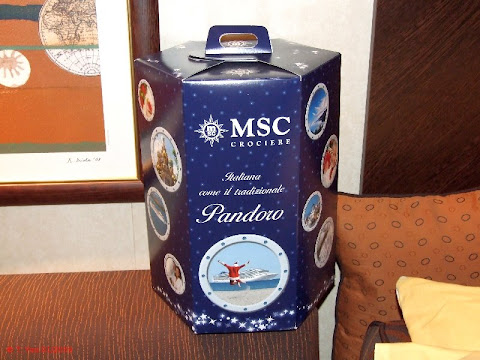 MSC
CROCIERE
Italiana
come il tradizionale
Pandoro